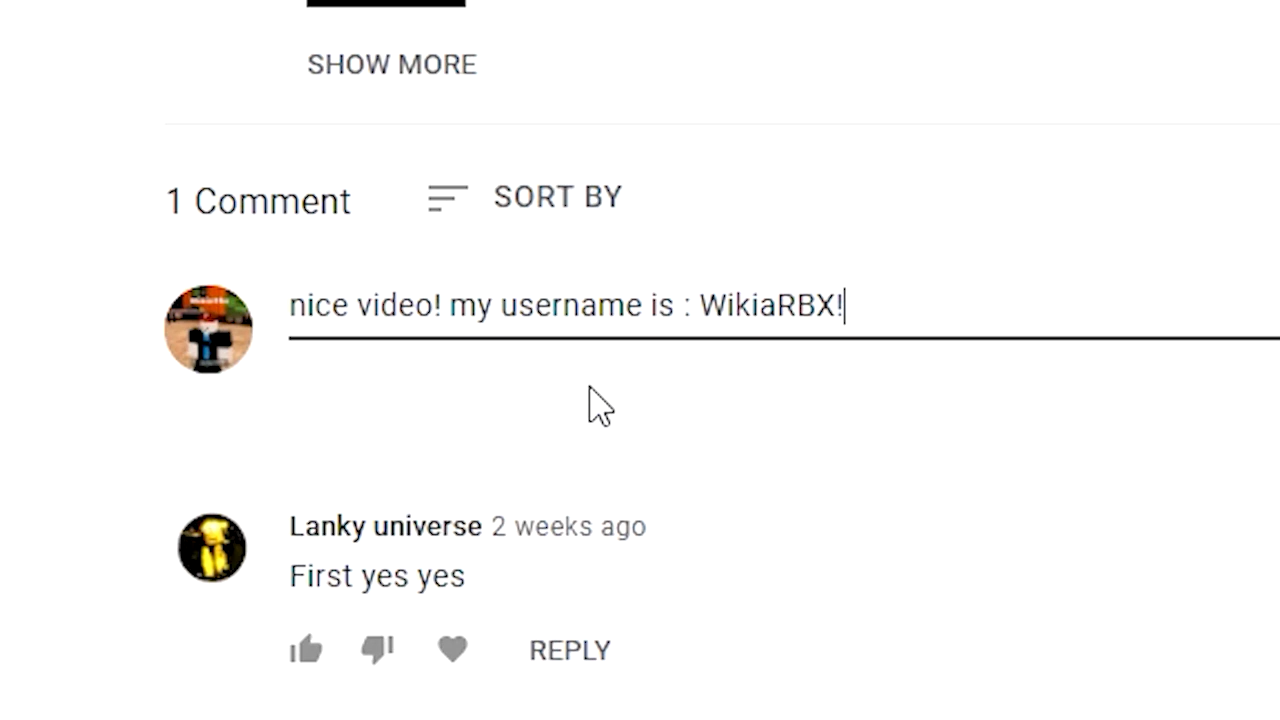 SHOW MORE
1 Comment
SORT BY
nice video! my username is : WikiaRBX!
Lanky universe 2 weeks ago
First yes yes
REPLY